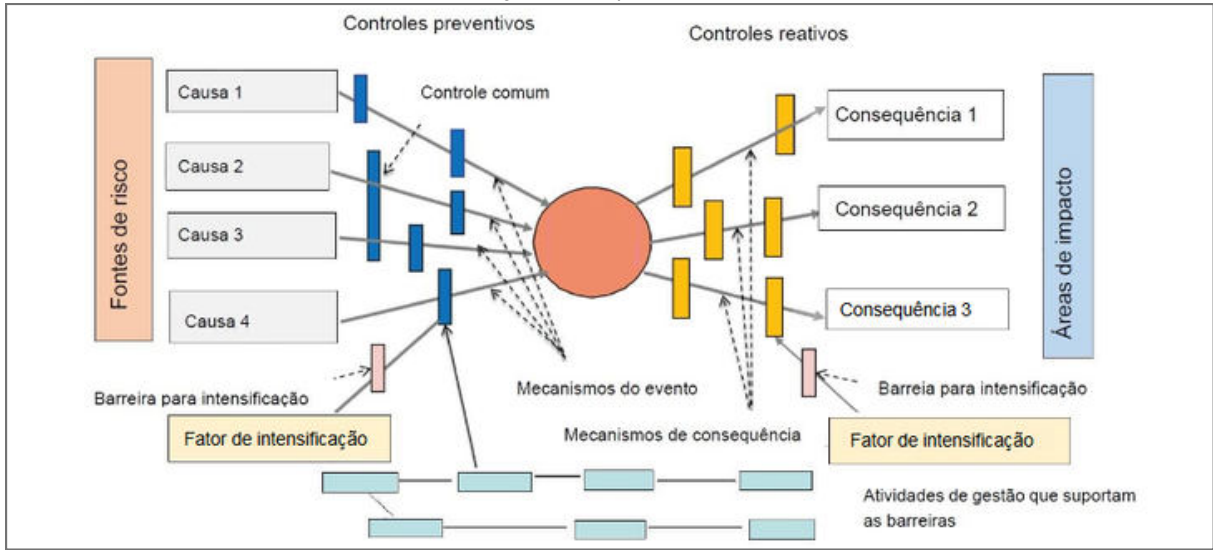 Controles preventivos
Controles reativos
Fontes de risco
Causa 1
Causa 2
Causa 3
Causa 4
Controle comum
Consequência 1
Consequência 2
Consequência 3
Áreas de impacto
Barreira para intensificação
Fator de intensificação
Mecanismos do evento
Mecanismos de consequência
Barreia para intensificação
Fator de intensificação
Atividades de gestão que suportam
as barreiras